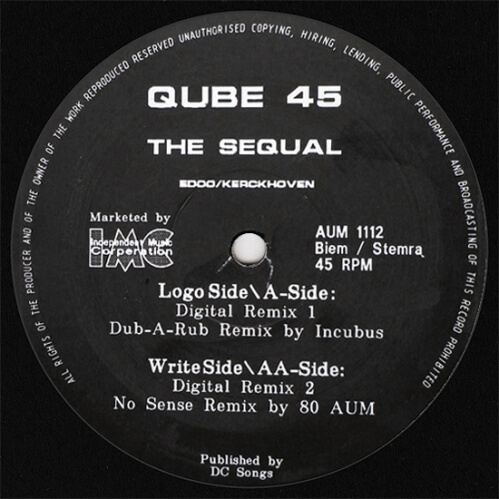 ALL RIGHTS OF THE PRODUCER AND OF THE OWNER OF THE WORK REPRODUCED RESERVED UNAUTHORISED COPYING, HIRING, LENDING, PUBLIC PERFORMANCE AND BROADCASTING OF THIS RECORD PROHIBITED
QUBE 45
THE SEQUAL
EDOO/KERCKHOVEN
Marketed by
IMC
Independent Music
Corporation
AUM 1112
Biem / Stemra
45 RPM
Logo Side\A-Side:
Digital Remix 1
Dub-A-Rub Remix by Incubus
Write Side\AA-Side:
Digital Remix 2
No Sense Remix by 80 AUM
Published by
DC Songs